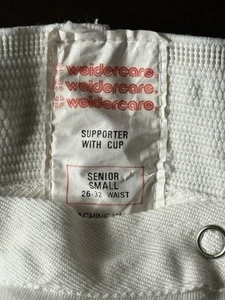 weidercare.
weidercare.
weidercare.
SUPPORTER
WITH CUP
SENIOR
SMALL
26-32 WAIST